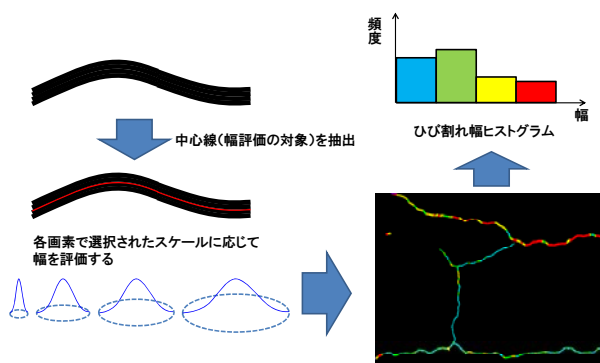 中心線(幅評価の対象)を抽出
各画素で選択されたスケールに応じて
幅を評価する
頻度
幅
ひび割れ幅ヒストグラム